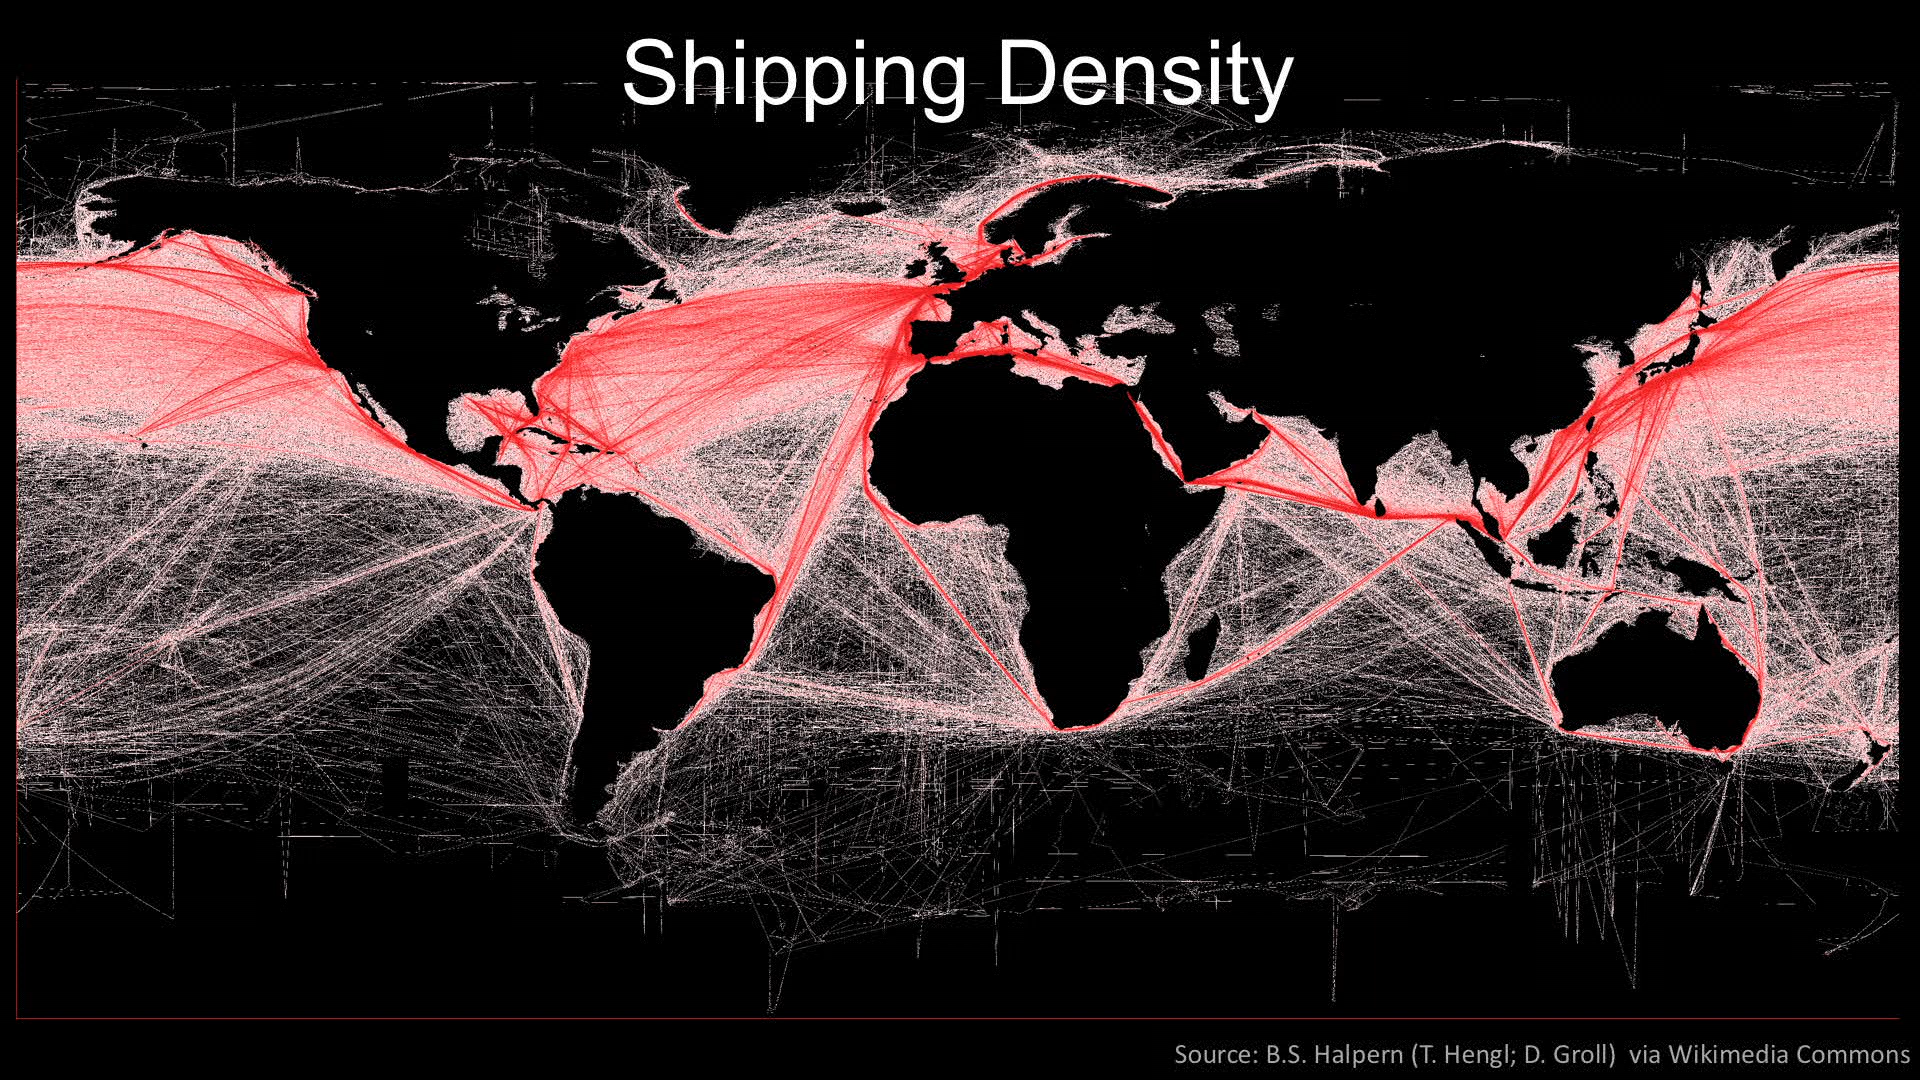 Shipping Density
Source: B.S. Halpern (T. Hengl; D. Groll) via Wikimedia Commons